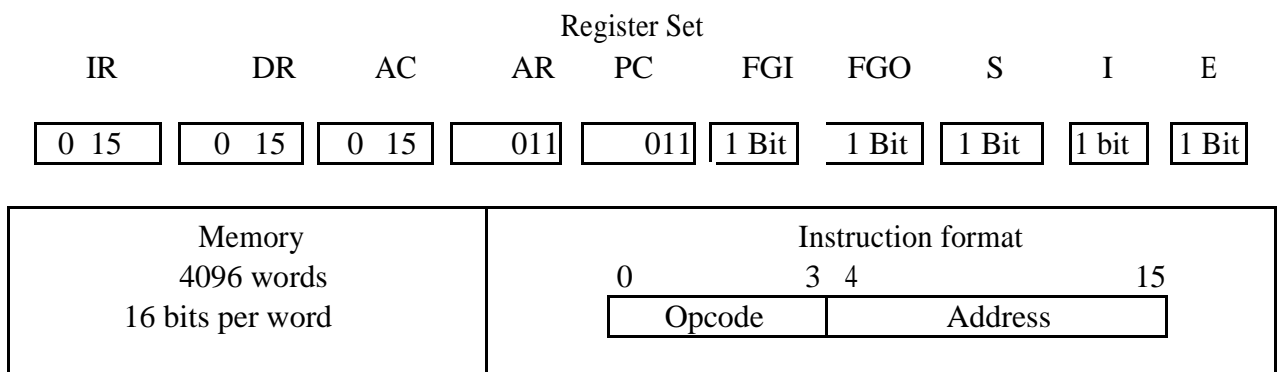 Register Set
IR DR AC AR PC FGI FGO S I E
0 15 0 15 0 15 011 011 1 Bit 1 Bit 1 Bit 1 bit 1 Bit
Memory Instruction format
4096 words 0 3 4 15
16 bits per word Opcode Address